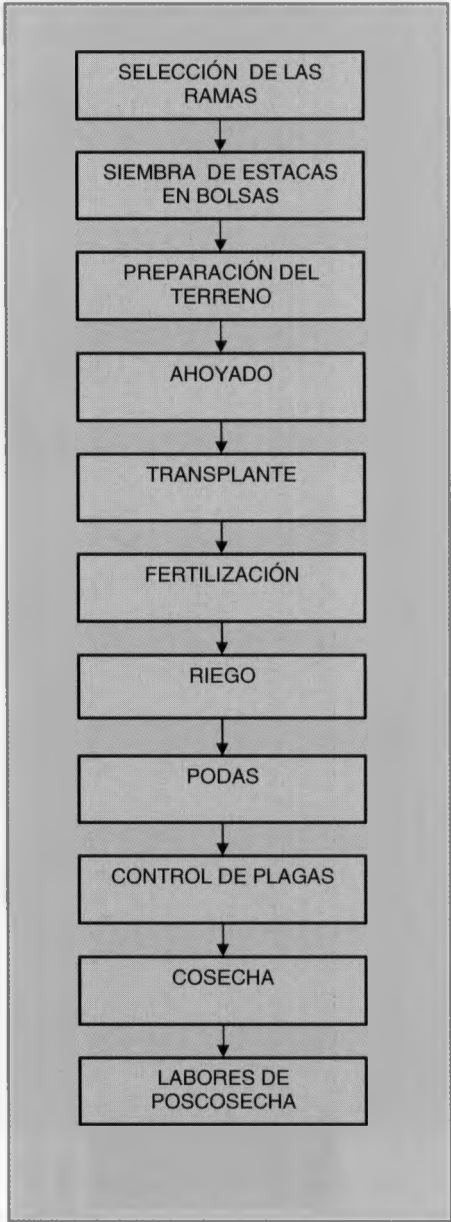 SELECCIÓN DE LAS
RAMAS
SIEMBRA DE ESTACAS
EN BOLSAS
PREPARACIÓN DEL
TERRENO
AHOYADO
TRANSPLANTE
FERTILIZACIÓN
RIEGO
PODAS
CONTROL DE PLAGAS
COSECHA
LABORES DE
POSCOSECHA